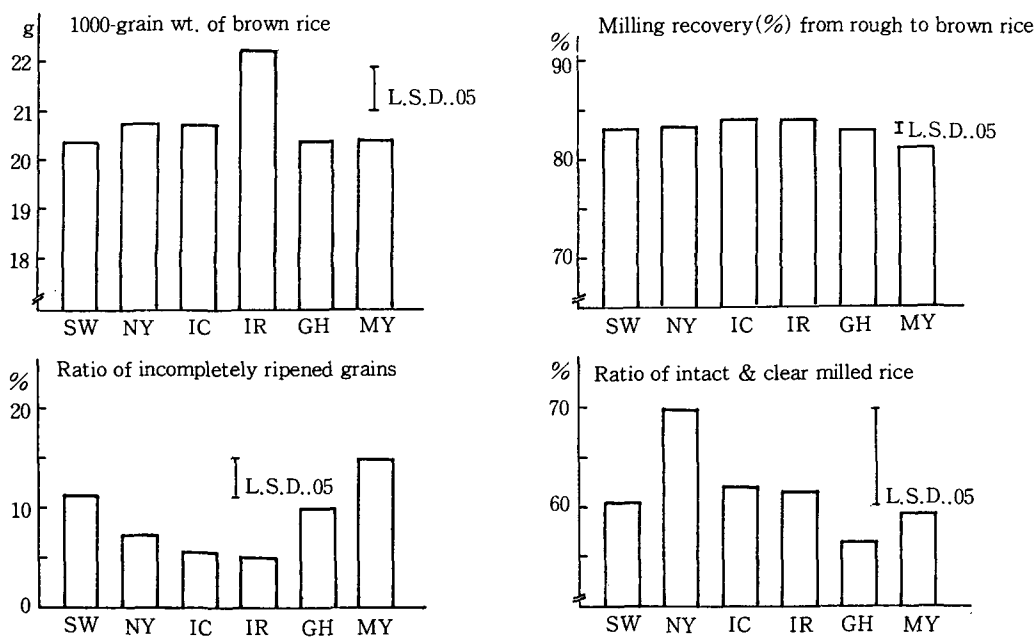 1000-grain wt. of brown rice
g
22
21
20
19
18
L.S.D..05
SW NY IC IR GH MY
Milling recovery(%) from rough to brown rice
%
90
80
70
L.S.D..05
SW NY IC IR GH MY
Ratio of incompletely ripened grains
%
20
10
0
L.S.D..05
SW NY IC IR GH MY
Ratio of intact & clear milled rice
%
70
60
L.S.D..05
SW NY IC IR GH MY